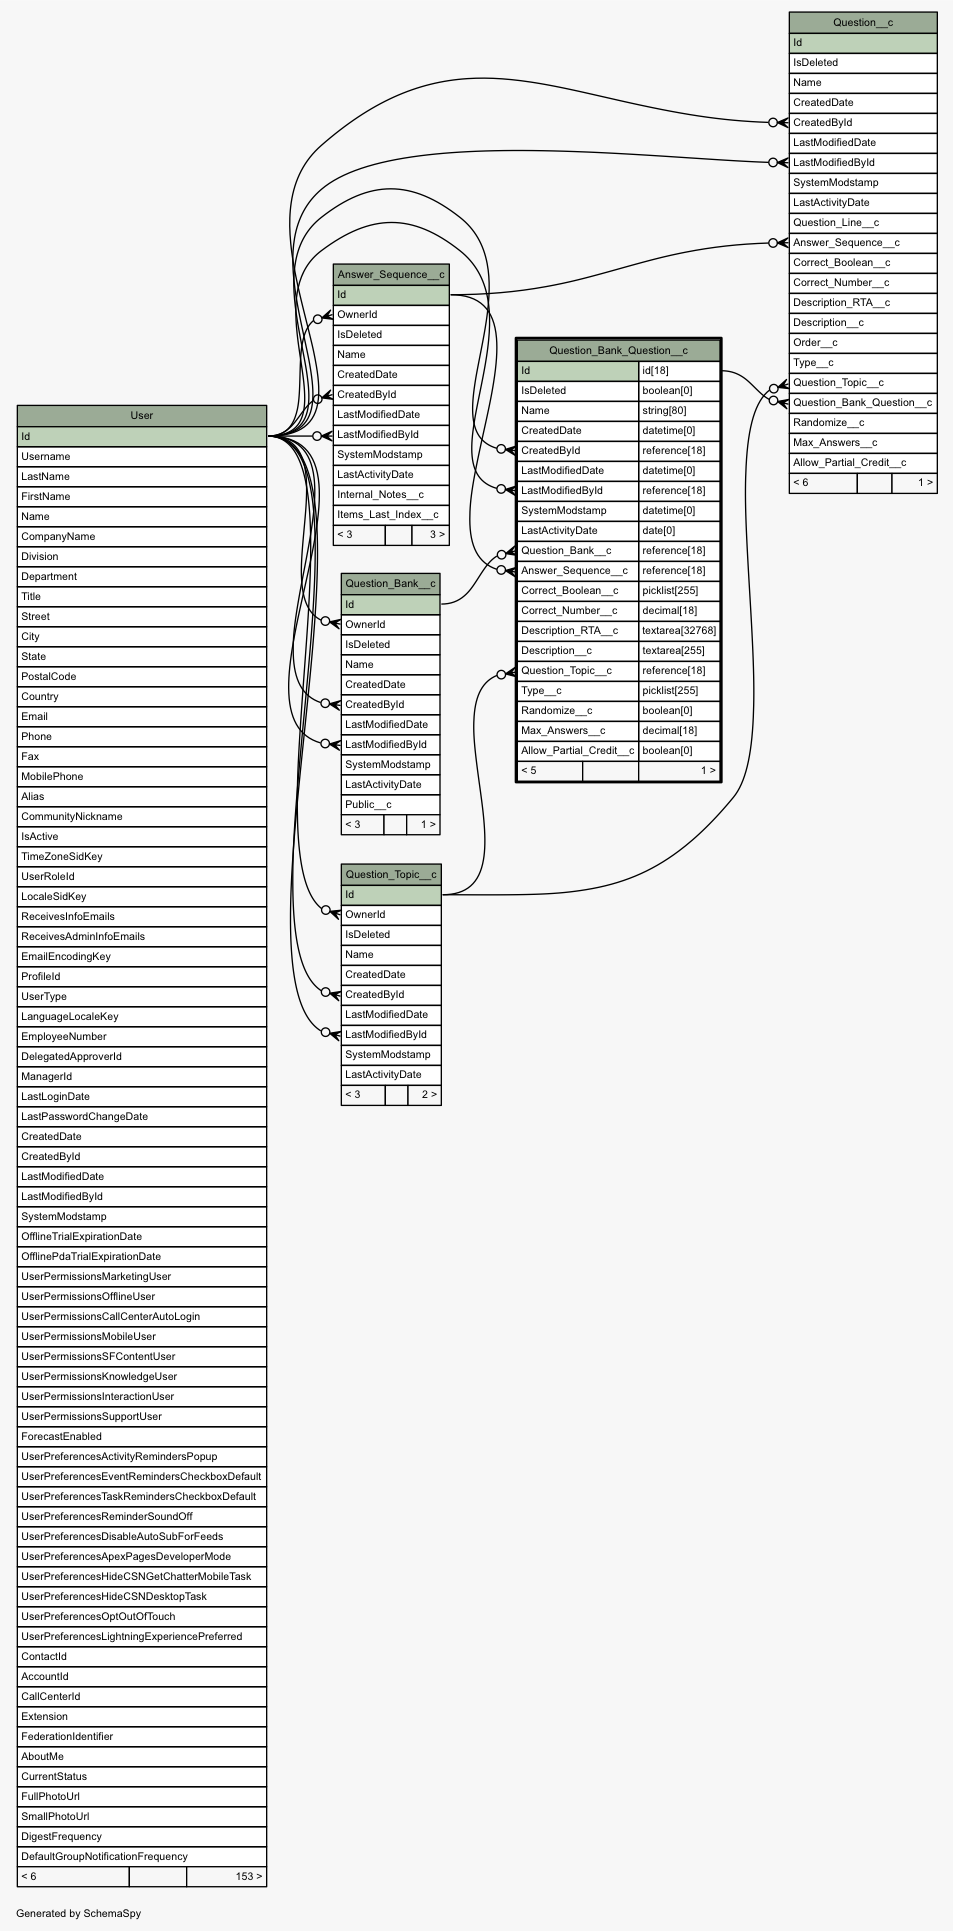 Question__c
Id
IsDeleted
Name
CreatedDate
CreatedById
LastModifiedDate
LastModifiedById
SystemModstamp
LastActivityDate
Question_Line__c
Answer_Sequence__c
Correct_Boolean__c
Correct_Number__c
Description_RTA__c
Description__c
Order__c
Type__c
Question_Topic__c
Question_Bank_Question__c
Randomize__c
Max_Answers__c
Allow_Partial_Credit__c
< 6 1 >
Answer_Sequence__c
Id
OwnerId
IsDeleted
Name
CreatedDate
CreatedById
LastModifiedDate
LastModifiedById
SystemModstamp
LastActivityDate
Internal_Notes__c
Items_Last_Index__c
< 3 3 >
Question_Bank_Question__c
Id id[18]
IsDeleted boolean[0]
Name string[80]
CreatedDate datetime[0]
CreatedById reference[18]
LastModifiedDate datetime[0]
LastModifiedById reference[18]
SystemModstamp datetime[0]
LastActivityDate date[0]
Question_Bank__c reference[18]
Answer_Sequence__c reference[18]
Correct_Boolean__c picklist[255]
Correct_Number__c decimal[18]
Description_RTA__c textarea[32768]
Description__c textarea[255]
Question_Topic__c reference[18]
Type__c picklist[255]
Randomize__c boolean[0]
Max_Answers__c decimal[18]
Allow_Partial_Credit__c boolean[0]
< 5 1 >
Question_Bank__c
Id
OwnerId
IsDeleted
Name
CreatedDate
CreatedById
LastModifiedDate
LastModifiedById
SystemModstamp
LastActivityDate
Public__c
< 3 1 >
Question_Topic__c
Id
OwnerId
IsDeleted
Name
CreatedDate
CreatedById
LastModifiedDate
LastModifiedById
SystemModstamp
LastActivityDate
< 3 2 >
User
Id
Username
LastName
FirstName
Name
CompanyName
Division
Department
Title
Street
City
State
PostalCode
Country
Email
Phone
Fax
MobilePhone
Alias
CommunityNickname
IsActive
TimeZoneSidKey
UserRoleId
LocaleSidKey
ReceivesInfoEmails
ReceivesAdminInfoEmails
EmailEncodingKey
ProfileId
UserType
LanguageLocaleKey
EmployeeNumber
DelegatedApproverId
ManagerId
LastLoginDate
LastPasswordChangeDate
CreatedDate
CreatedById
LastModifiedDate
LastModifiedById
SystemModstamp
OfflineTrialExpirationDate
OfflinePdaTrialExpirationDate
UserPermissionsMarketingUser
UserPermissionsOfflineUser
UserPermissionsCallCenterAutoLogin
UserPermissionsMobileUser
UserPermissionsSFContentUser
UserPermissionsKnowledgeUser
UserPermissionsInteractionUser
UserPermissionsSupportUser
ForecastEnabled
UserPreferencesActivityRemindersPopup
UserPreferencesEventRemindersCheckboxDefault
UserPreferencesTaskRemindersCheckboxDefault
UserPreferencesReminderSoundOff
UserPreferencesDisableAutoSubForFeeds
UserPreferencesApexPagesDeveloperMode
UserPreferencesHideCSNGetChatterMobileTask
UserPreferencesHideCSNDesktopTask
UserPreferencesOptOutOfTouch
UserPreferencesLightningExperiencePreferred
ContactId
AccountId
CallCenterId
Extension
FederationIdentifier
AboutMe
CurrentStatus
FullPhotoUrl
SmallPhotoUrl
DigestFrequency
DefaultGroupNotificationFrequency
< 6 153 >
Generated by SchemaSpy